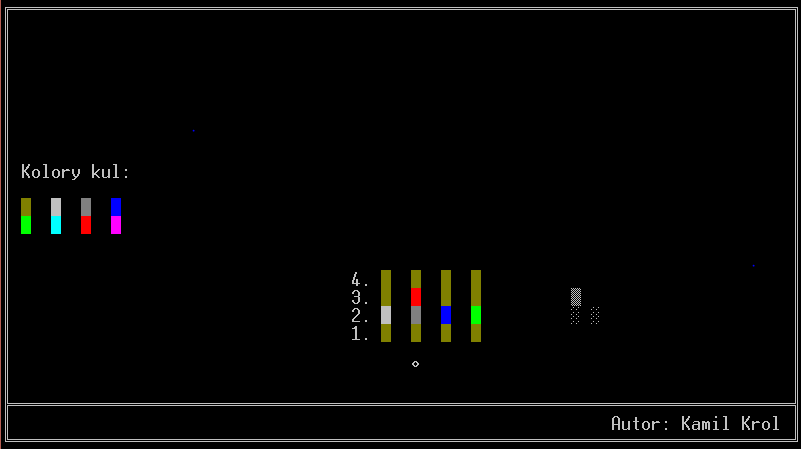 Kolory kul:
4.
3.
2.
1.
Autor: Kamil Krol